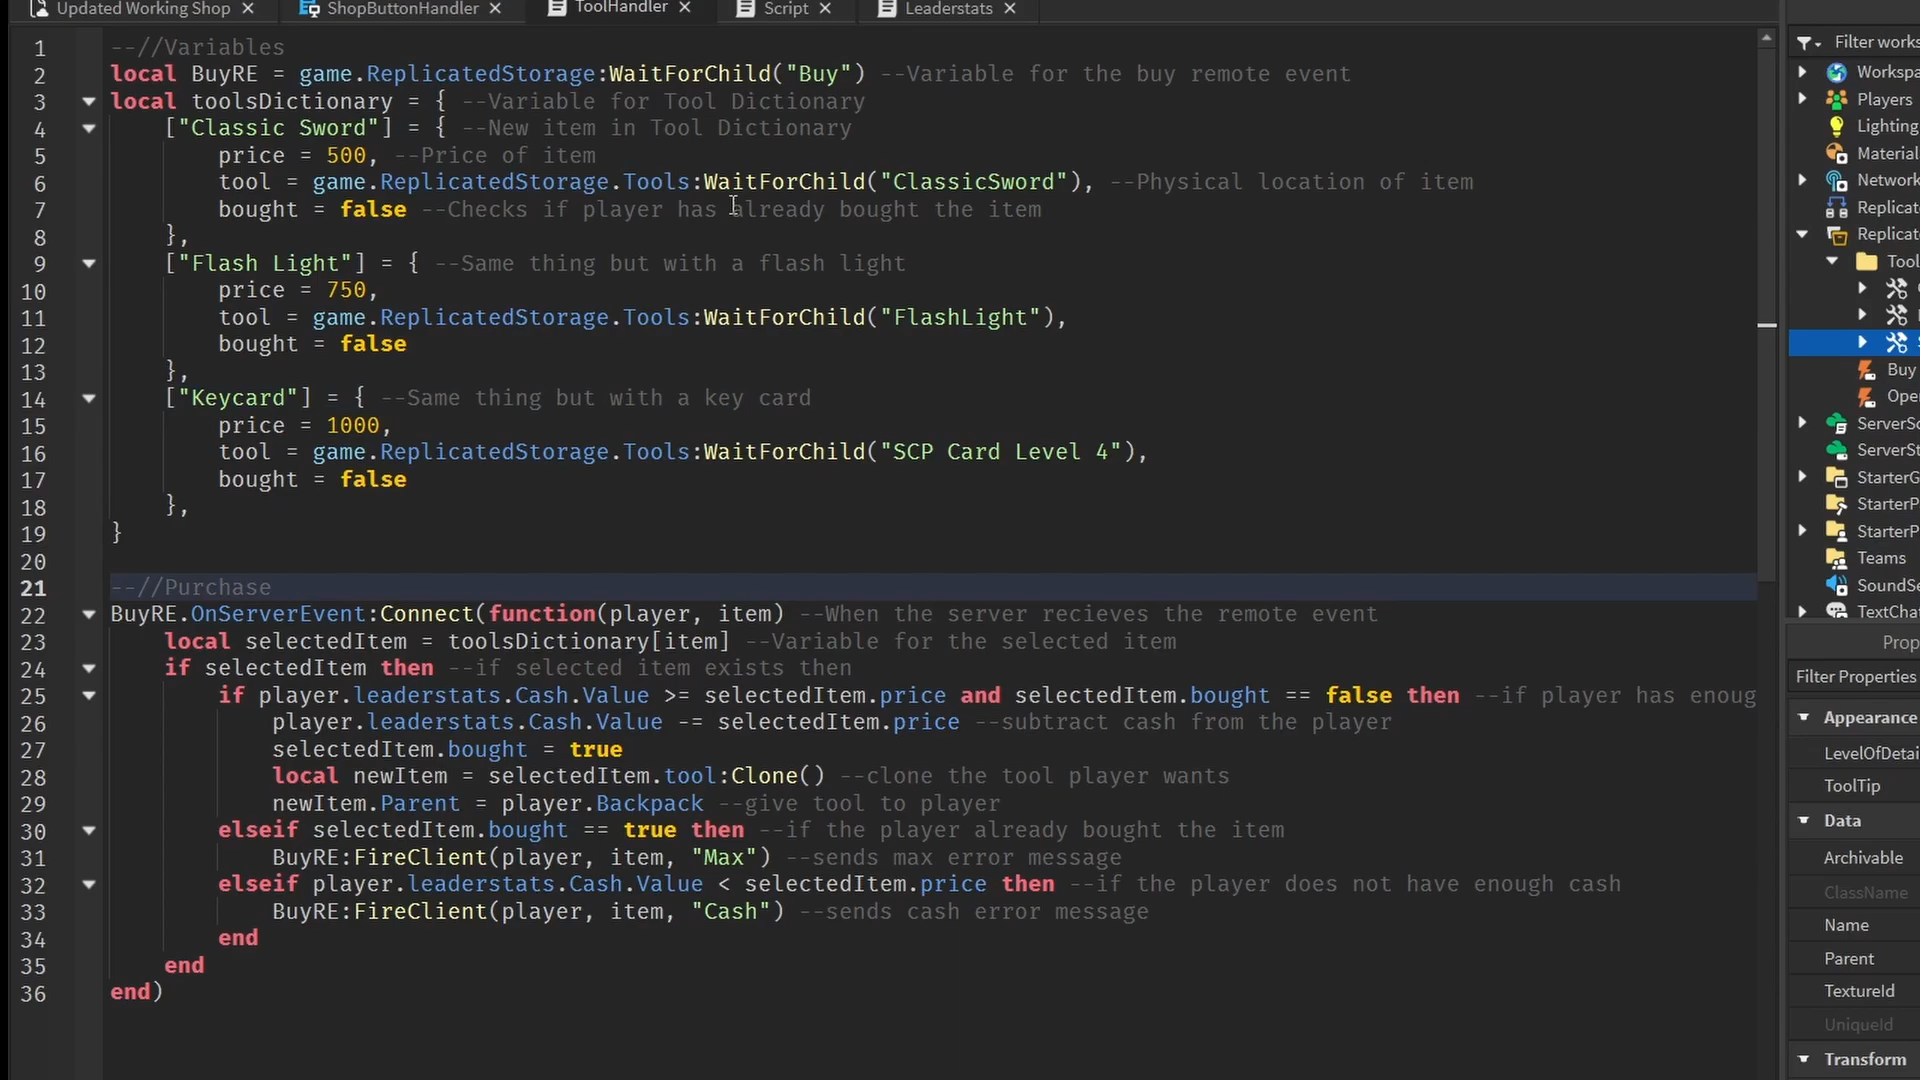 Updated Working Shop
ShopButtonHandler
ToolHandler
Script
Leaderstats
1 --//Variables
2 local BuyRE = game.ReplicatedStorage:WaitForChild("Buy") --Variable for the buy remote event
3 local toolsDictionary = { --Variable for Tool Dictionary
4 ["Classic Sword"] = { --New item in Tool Dictionary
5 price = 500, --Price of item
6 tool = game.ReplicatedStorage.Tools:WaitForChild("ClassicSword"), --Physical location of item
7 bought = false --Checks if player has already bought the item
8 },
9 ["Flash Light"] = { --Same thing but with a flash light
10 price = 750,
11 tool = game.ReplicatedStorage.Tools:WaitForChild("FlashLight"),
12 bought = false
13 },
14 ["Keycard"] = { --Same thing but with a key card
15 price = 1000,
16 tool = game.ReplicatedStorage.Tools:WaitForChild("SCP Card Level 4"),
17 bought = false
18 },
19 }
20
21 --//Purchase
22 BuyRE.OnServerEvent:Connect(function(player, item) --When the server recieves the remote event
23 local selectedItem = toolsDictionary[item] --Variable for the selected item
24 if selectedItem then --if selected item exists then
25 if player.leaderstats.Cash.Value >= selectedItem.price and selectedItem.bought == false then --if player has enoug
26 player.leaderstats.Cash.Value -= selectedItem.price --subtract cash from the player
27 selectedItem.bought = true
28 local newItem = selectedItem.tool:Clone() --clone the tool player wants
29 newItem.Parent = player.Backpack --give tool to player
30 elseif selectedItem.bought == true then --if the player already bought the item
31 BuyRE:FireClient(player, item, "Max") --sends max error message
32 elseif player.leaderstats.Cash.Value < selectedItem.price then --if the player does not have enough cash
33 BuyRE:FireClient(player, item, "Cash") --sends cash error message
34 end
35 end
36 end)
Filter works
Workspa
Players
Lighting
Material
Network
Replicat
Replicat
Tool
Buy
Oper
ServerSc
ServerSt
StarterG
StarterP
StarterP
Teams
SoundSe
TextChat
Prop
Filter Properties
Appearance
LevelOfDetai
ToolTip
Data
Archivable
ClassName
Name
Parent
TextureId
UniqueId
Transform